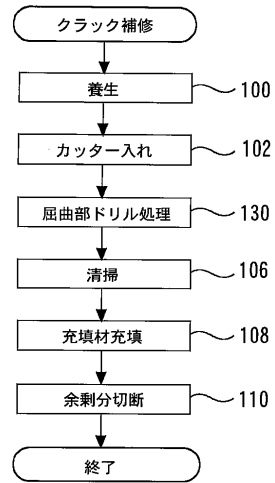 クラック補修
養生 100
カッター入れ 102
屈曲部ドリル処理 130
清掃 106
充填材充填 108
余剰分切断 110
終了